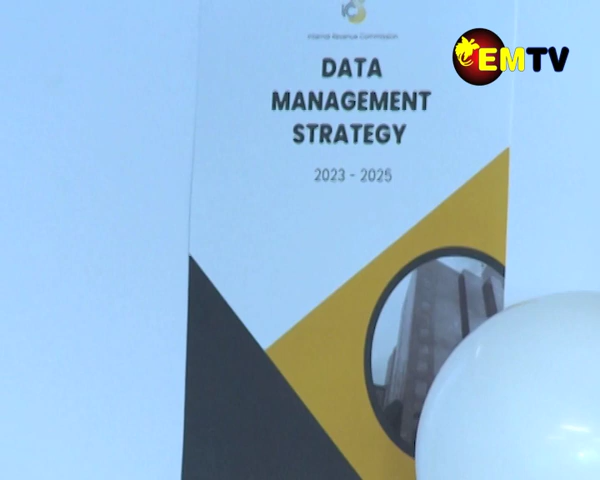 EMTV
Internal Revenue Commission
DATA
MANAGEMENT
STRATEGY
2023 - 2025